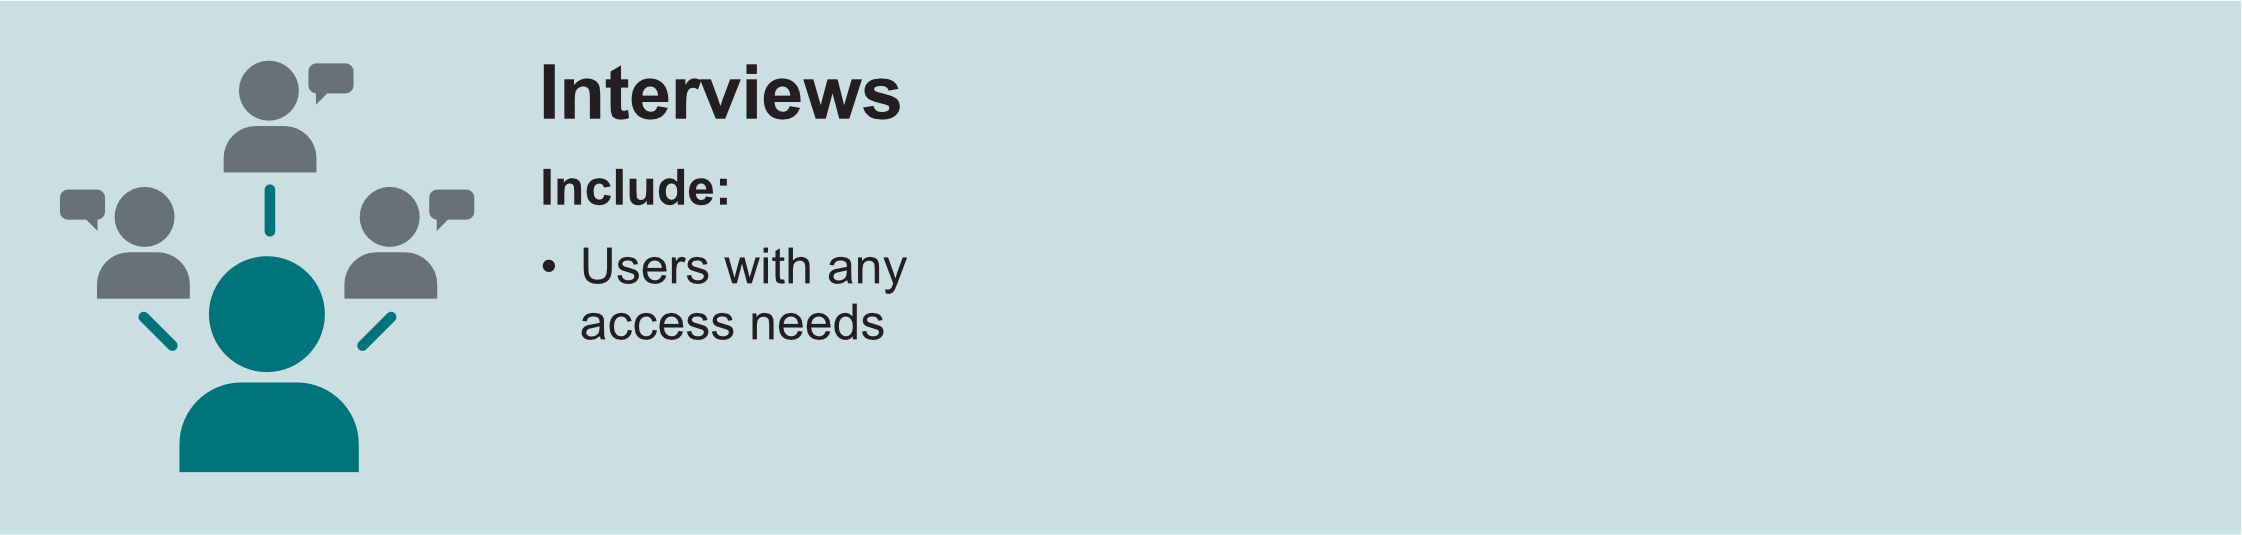 Interviews
Include:
• Users with any
access needs